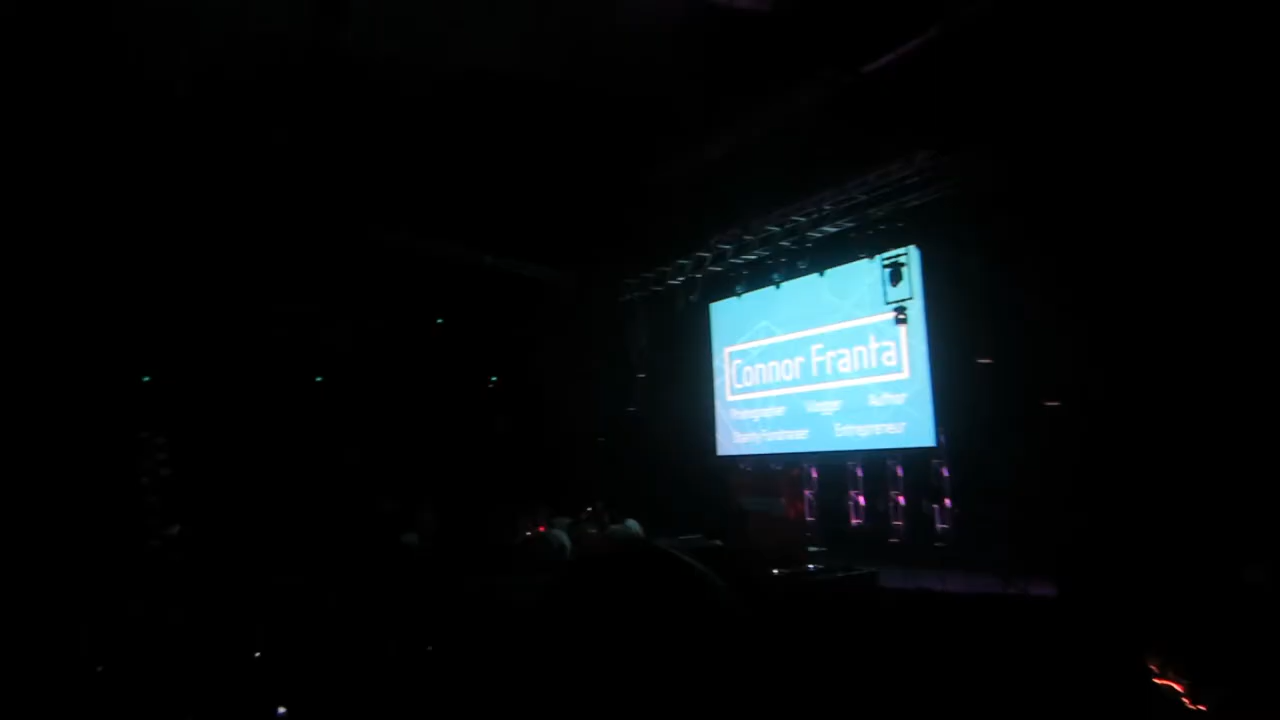 Connor Franta
Photographer Vlogger Author
Charity Fundraiser Entrepreneur